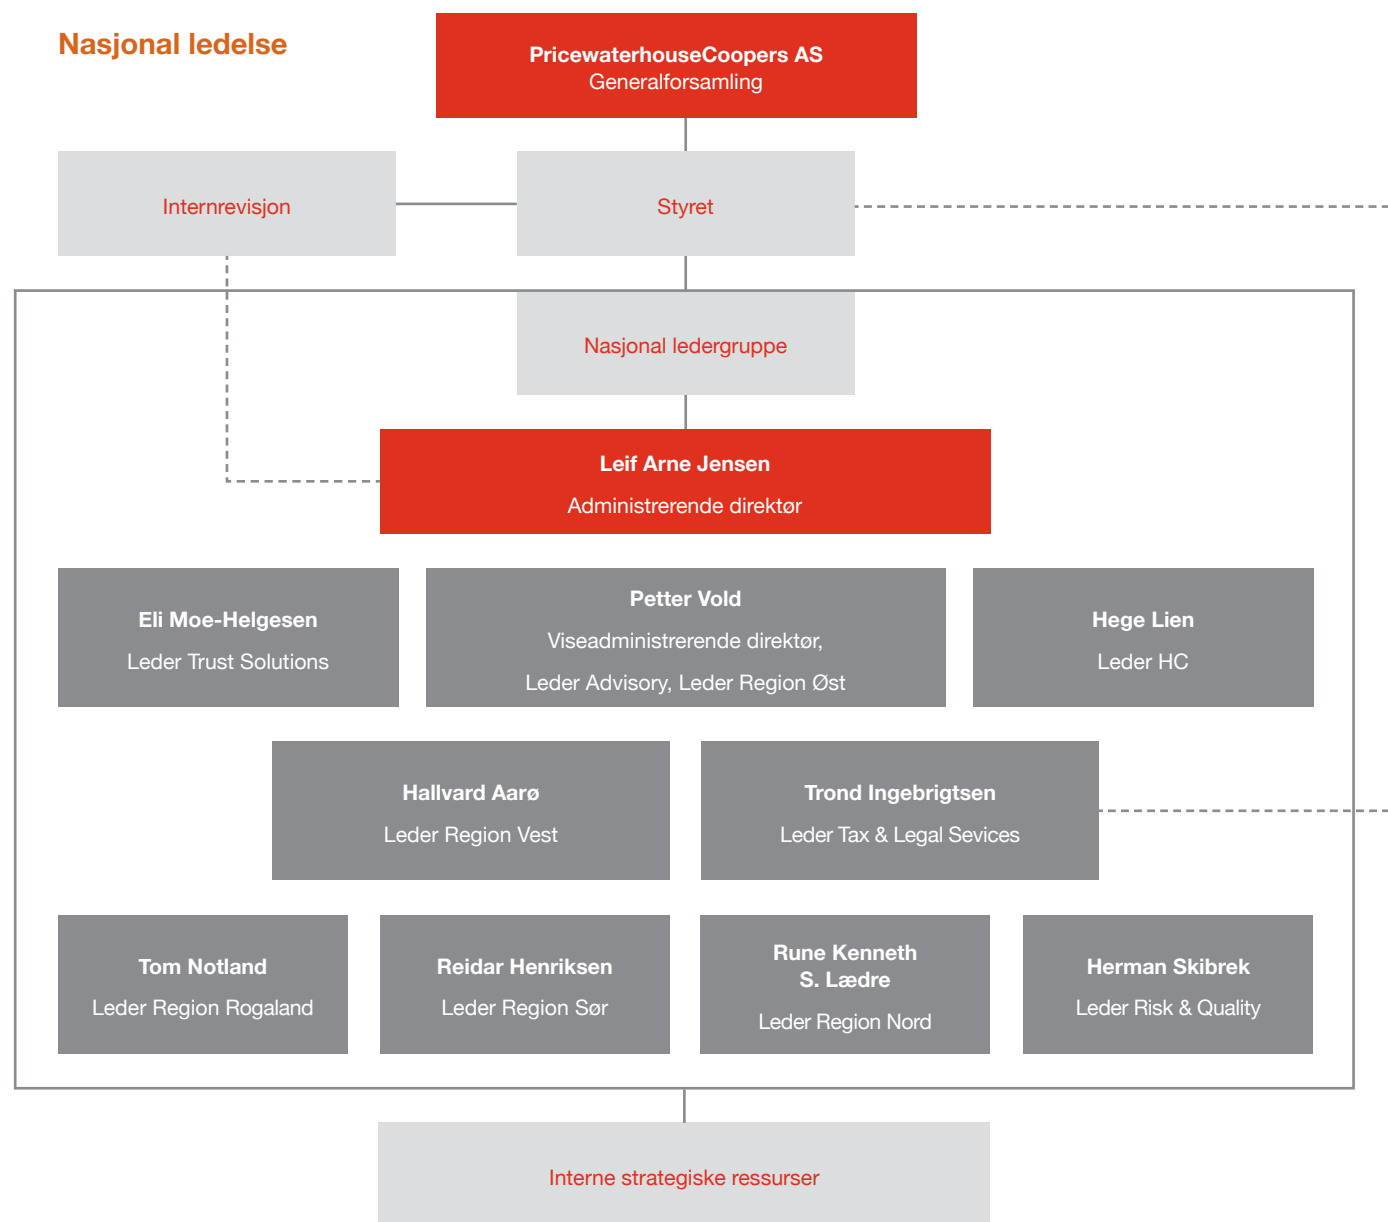 Nasjonal ledelse
PricewaterhouseCoopers AS
Generalforsamling
Internrevisjon
Styret
Nasjonal ledergruppe
Leif Arne Jensen
Administrerende direktør
Eli Moe-Helgesen
Leder Trust Solutions
Petter Vold
Viseadministrerende direktør,
Leder Advisory, Leder Region Øst
Hege Lien
Leder HC
Hallvard Aarø
Leder Region Vest
Trond Ingebrigtsen
Leder Tax & Legal Sevices
Tom Notland
Leder Region Rogaland
Reidar Henriksen
Leder Region Sør
Rune Kenneth
S. Lædre
Leder Region Nord
Herman Skibrek
Leder Risk & Quality
Interne strategiske ressurser